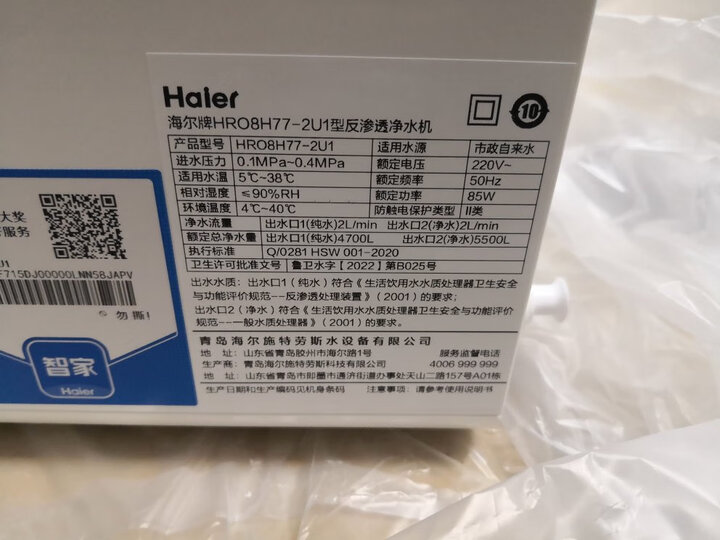 Haier
10
海尔牌HRO8H77-2U1型反渗透净水机
产品型号 HRO8H77-2U1 适用水源 市政自来水
进水压力 0.1MPa~0.4MPa 额定电压 220V~
适用水温 5℃~38℃ 额定频率 50Hz
相对湿度 ≤90%RH 额定功率 85W
环境温度 4℃~40℃ 防触电保护类型 II类
净水流量 出水口1(纯水)2L/min 出水口2(净水)2L/min
额定总净水量 出水口1(纯水)4700L 出水口2(净水)5500L
执行标准 Q/0281 HSW 001-2020
卫生许可批准文号 鲁卫水字【2022】第B025号
出水水质：出水口1（纯水）符合《生活饮用水水质处理器卫生安全
与功能评价规范--反渗透处理装置》（2001）的要求；
出水口2（净水）符合《生活饮用水水质处理器卫生安全与功能评价
规范--一般水质处理器》（2001）的要求。
青岛海尔施特劳斯水设备有限公司
地 址：山东省青岛胶州市海尔路1号 服务监督电话
生产商：青岛海尔施特劳斯科技有限公司 4006 999 999
地 址：山东省青岛市即墨市通济街道办事处天山二路157号A01栋
生产日期和生产编码见机身条码 注意事项：请参考使用说明书
大奖
服务
J1
F715DJ00000LNN58JAPV
勿撕！
智家
Haier